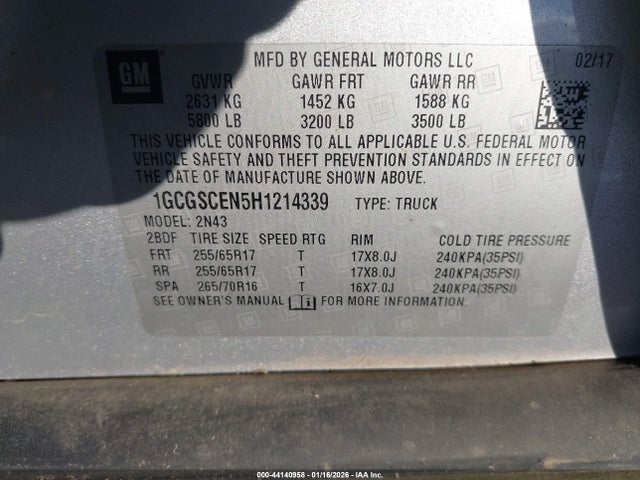 GM
MFD BY GENERAL MOTORS LLC 02/17
GVWR GAWR FRT GAWR RR
2631 KG 1452 KG 1588 KG
5800 LB 3200 LB 3500 LB
THIS VEHICLE CONFORMS TO ALL APPLICABLE U.S. FEDERAL MOTOR
VEHICLE SAFETY AND THEFT PREVENTION STANDARDS IN EFFECT ON
THE DATE OF MANUFACTURE SHOWN ABOVE.
1GCGSCEN5H1214339 TYPE: TRUCK
MODEL: 2N43
2BDF TIRE SIZE SPEED RTG RIM COLD TIRE PRESSURE
FRT 255/65R17 T 17X8.0J 240KPA(35PSI)
RR 255/65R17 T 17X8.0J 240KPA(35PSI)
SPA 265/70R16 T 16X7.0J 240KPA(35PSI)
SEE OWNER'S MANUAL FOR MORE INFORMATION.
000-44140958 - 01/16/2026 - IAA Inc.